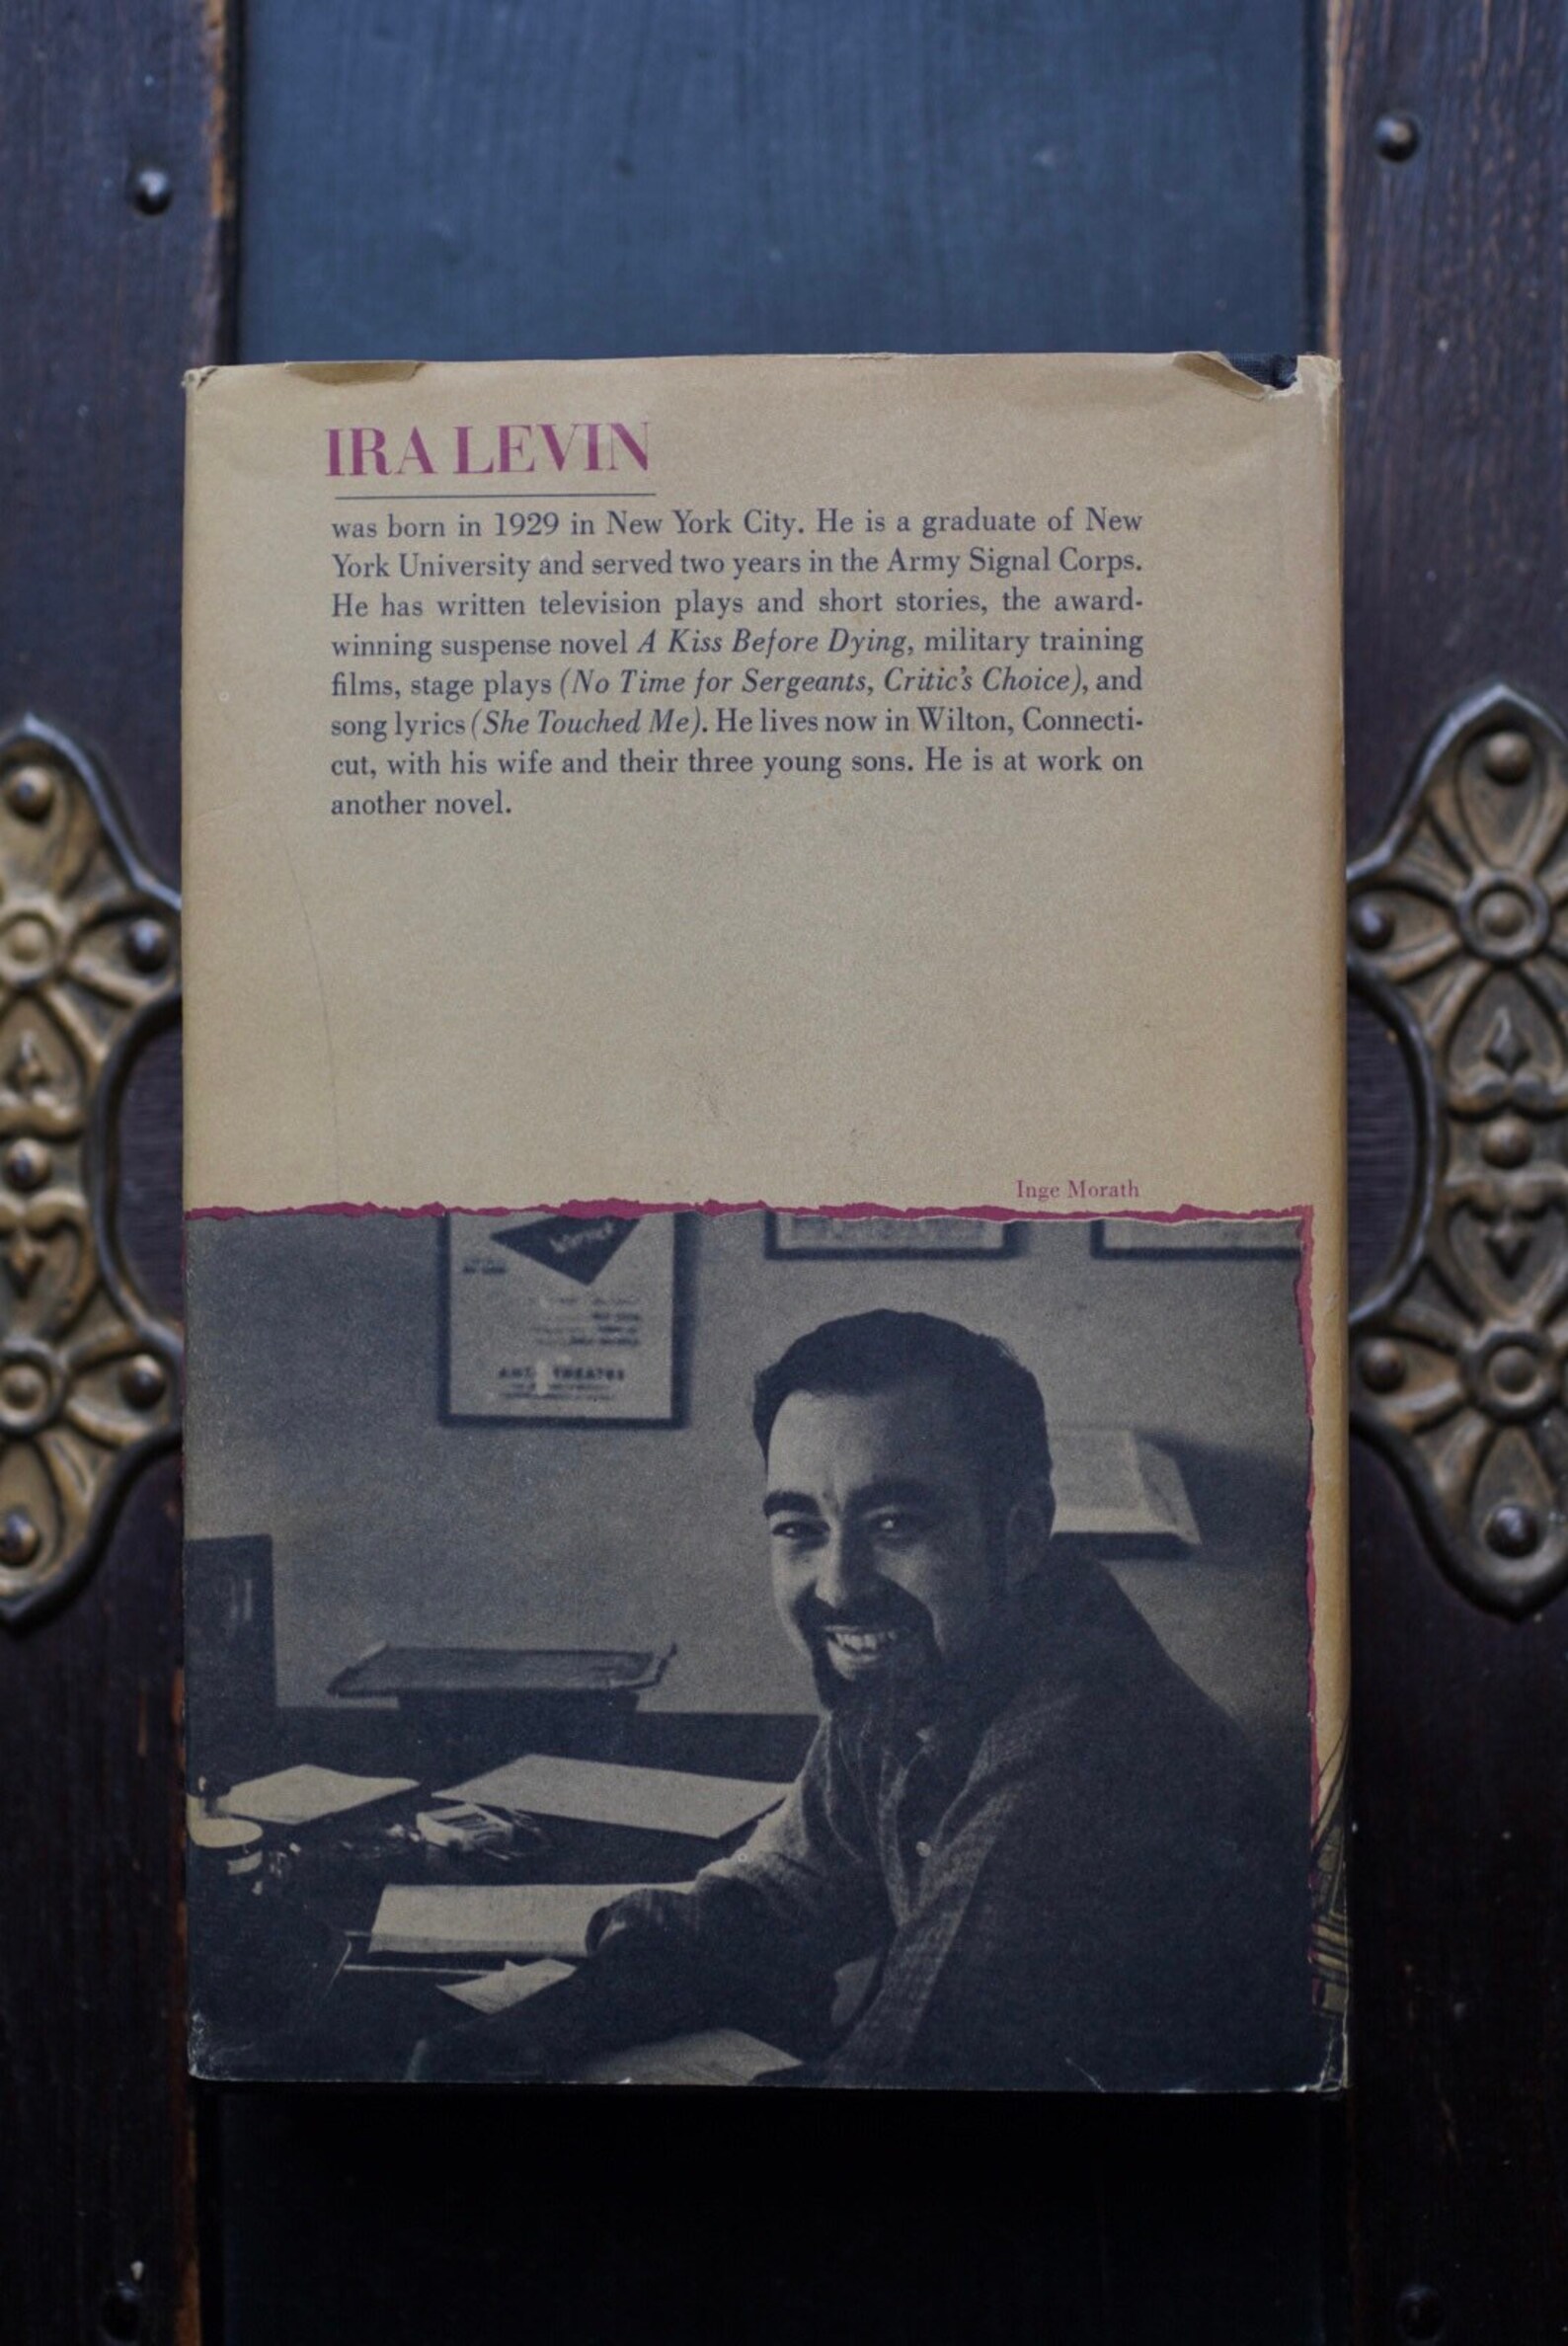 IRA LEVIN
was born in 1929 in New York City. He is a graduate of New
York University and served two years in the Army Signal Corps.
He has written television plays and short stories, the award-
winning suspense novel A Kiss Before Dying, military training
films, stage plays (No Time for Sergeants, Critic's Choice), and
song lyrics (She Touched Me). He lives now in Wilton, Connecti-
cut, with his wife and their three young sons. He is at work on
another novel.
Inge Morath
THEATRE